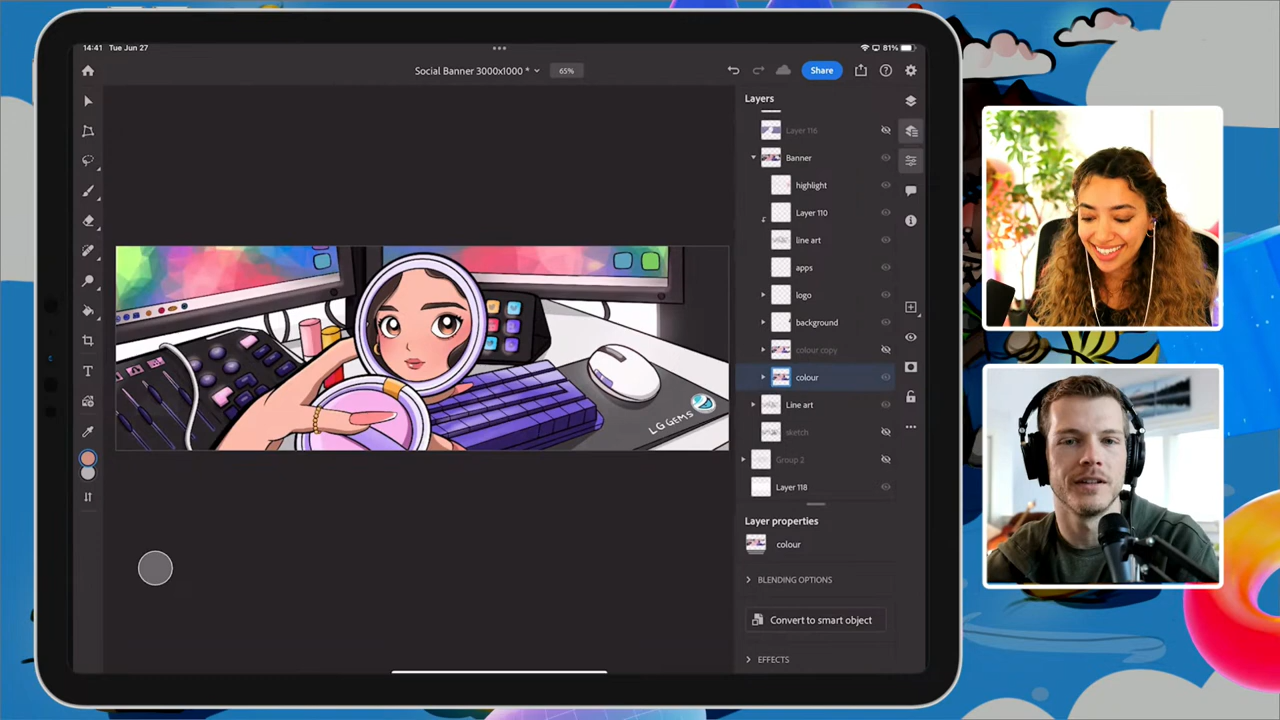 14:41 Tue Jun 27
81%
Social Banner 3000x1000 *
65%
Share
Layers
Layer 116
Banner
highlight
Layer 110
line art
apps
logo
background
colour copy
colour
Line art
sketch
Group 2
Layer 118
LG GEMS
Layer properties
colour
BLENDING OPTIONS
Convert to smart object
EFFECTS